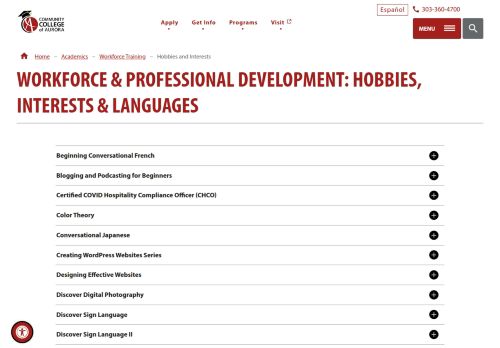 Español
303-360-4700
COMMUNITY
COLLEGE
of AURORA
Apply
Get Info
Programs
Visit
MENU
Home – Academics – Workforce Training – Hobbies and Interests
WORKFORCE & PROFESSIONAL DEVELOPMENT: HOBBIES,
INTERESTS & LANGUAGES
Beginning Conversational French
Blogging and Podcasting for Beginners
Certified COVID Hospitality Compliance Officer (CHCO)
Color Theory
Conversational Japanese
Creating WordPress Websites Series
Designing Effective Websites
Discover Digital Photography
Discover Sign Language
Discover Sign Language II